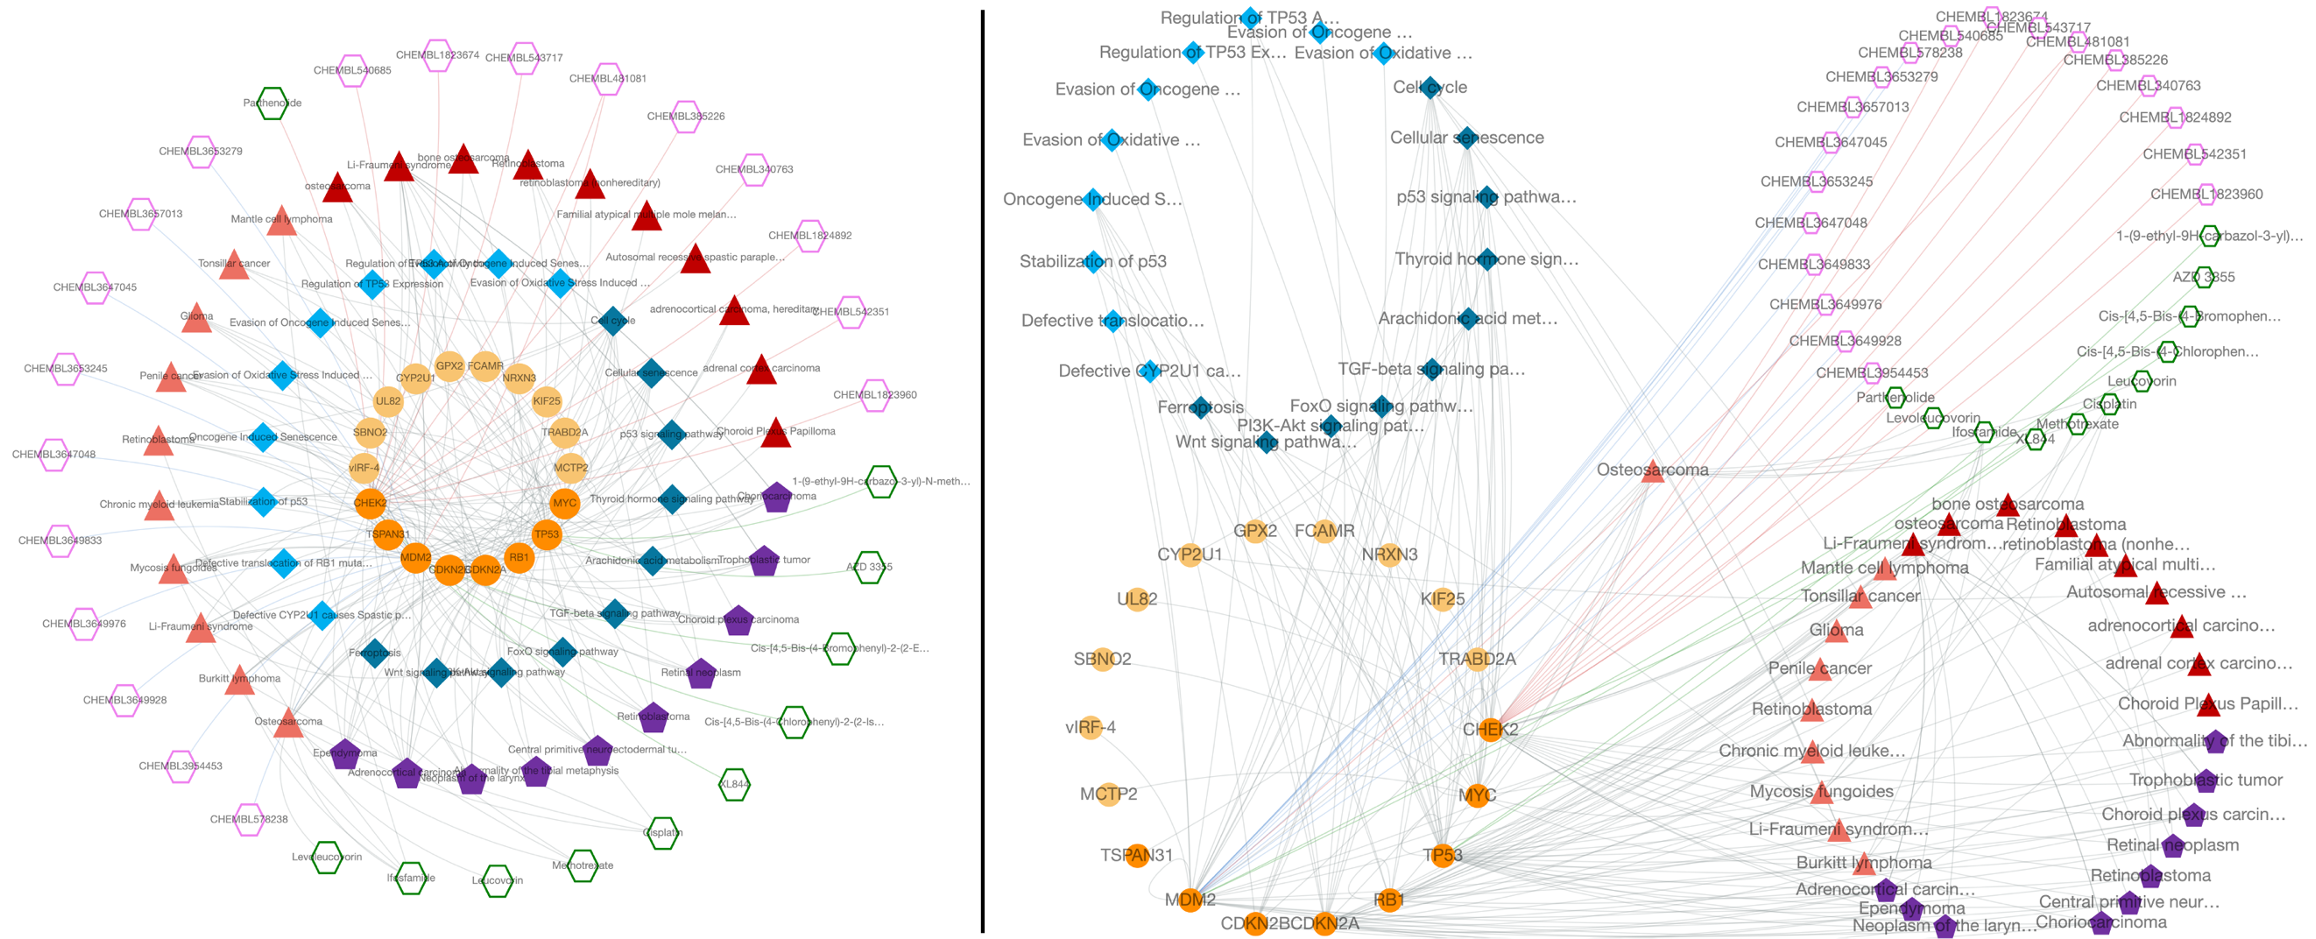 CHEMBL1823674
CHEMBL543717
CHEMBL540685
CHEMBL481081
Parthenolide
CHEMBL385226
CHEMBL3653279
CHEMBL340763
CHEMBL3657013
CHEMBL1824892
CHEMBL3647045
CHEMBL542351
CHEMBL3653245
CHEMBL1823960
CHEMBL3647048
1-(9-ethyl-9H-carbazol-3-yl)-N-meth...
CHEMBL3649833
AZD 3355
CHEMBL3649976
Cis-[4,5-Bis-(4-Bromophenyl)-2-(2-E...
CHEMBL3649928
Cis-[4,5-Bis-(4-Chlorophenyl)-2-(2-Is...
CHEMBL3954453
XL844
CHEMBL578238
Cisplatin
Levoleucovorin
Ifosfamide
Leucovorin
Methotrexate
Li-Fraumeni syndrome
bone osteosarcoma
Retinoblastoma
osteosarcoma
retinoblastoma (nonhereditary)
Mantle cell lymphoma
Familial atypical multiple mole melan...
Tonsillar cancer
Autosomal recessive spastic paraple...
Glioma
adrenocortical carcinoma, hereditary
Penile cancer
adrenal cortex carcinoma
Retinoblastoma
Choroid Plexus Papilloma
Chronic myeloid leukemia
Choriocarcinoma
Mycosis fungoides
Trophoblastic tumor
Li-Fraumeni syndrome
Choroid plexus carcinoma
Burkitt lymphoma
Retinal neoplasm
Osteosarcoma
Retinoblastoma
Ependymoma
Central primitive neuroectodermal tu...
Adrenocortical carcinoma
Neoplasm of the larynx
Abnormality of the tibial metaphysis
Regulation of TP53 Activity
Evasion of Oncogene Induced Senes...
Regulation of TP53 Expression
Evasion of Oxidative Stress Induced ...
Evasion of Oncogene Induced Senes...
Cell cycle
Evasion of Oxidative Stress Induced ...
Cellular senescence
Oncogene Induced Senescence
p53 signaling pathway
Stabilization of p53
Thyroid hormone signaling pathway
Defective translocation of RB1 muta...
Arachidonic acid metabolism
Defective CYP2U1 causes Spastic p...
TGF-beta signaling pathway
Ferroptosis
FoxO signaling pathway
Wnt signaling pathway
PI3K-Akt signaling pathway
GPX2
FCAMR
CYP2U1
NRXN3
UL82
KIF25
SBNO2
TRABD2A
vIRF-4
MCTP2
CHEK2
MYC
TSPAN31
TP53
MDM2
RB1
CDKN2B
CDKN2A
Regulation of TP53 A...
Evasion of Oncogene ...
Regulation of TP53 Ex...
Evasion of Oxidative ...
Evasion of Oncogene ...
Cell cycle
Evasion of Oxidative ...
Cellular senescence
Oncogene Induced S...
p53 signaling pathwa...
Stabilization of p53
Thyroid hormone sign...
Defective translocatio...
Arachidonic acid met...
Defective CYP2U1 ca...
TGF-beta signaling pa...
Ferroptosis
FoxO signaling pathw...
PI3K-Akt signaling pat...
Wnt signaling pathwa...
GPX2
FCAMR
CYP2U1
NRXN3
UL82
KIF25
SBNO2
TRABD2A
vIRF-4
CHEK2
MCTP2
MYC
TSPAN31
TP53
MDM2
RB1
CDKN2B
CDKN2A
CHEMBL1823674
CHEMBL543717
CHEMBL540685
CHEMBL481081
CHEMBL578238
CHEMBL385226
CHEMBL3653279
CHEMBL340763
CHEMBL3657013
CHEMBL1824892
CHEMBL3647045
CHEMBL542351
CHEMBL3653245
CHEMBL1823960
CHEMBL3647048
1-(9-ethyl-9H-carbazol-3-yl)...
CHEMBL3649833
AZD 3355
CHEMBL3649976
Cis-[4,5-Bis-(4-Bromophen...
CHEMBL3649928
Cis-[4,5-Bis-(4-Chlorophen...
CHEMBL3954453
Leucovorin
Parthenolide
Cisplatin
Levoleucovorin
Methotrexate
Ifosfamide
XL844
Osteosarcoma
bone osteosarcoma
osteosarcoma
Retinoblastoma
Li-Fraumeni syndrom...
retinoblastoma (nonhe...
Mantle cell lymphoma
Familial atypical multi...
Tonsillar cancer
Autosomal recessive ...
Glioma
adrenocortical carcino...
Penile cancer
adrenal cortex carcino...
Retinoblastoma
Choroid Plexus Papill...
Chronic myeloid leuke...
Abnormality of the tibi...
Mycosis fungoides
Trophoblastic tumor
Li-Fraumeni syndrom...
Choroid plexus carcin...
Burkitt lymphoma
Retinal neoplasm
Adrenocortical carcin...
Retinoblastoma
Ependymoma
Central primitive neur...
Neoplasm of the laryn...
Choriocarcinoma